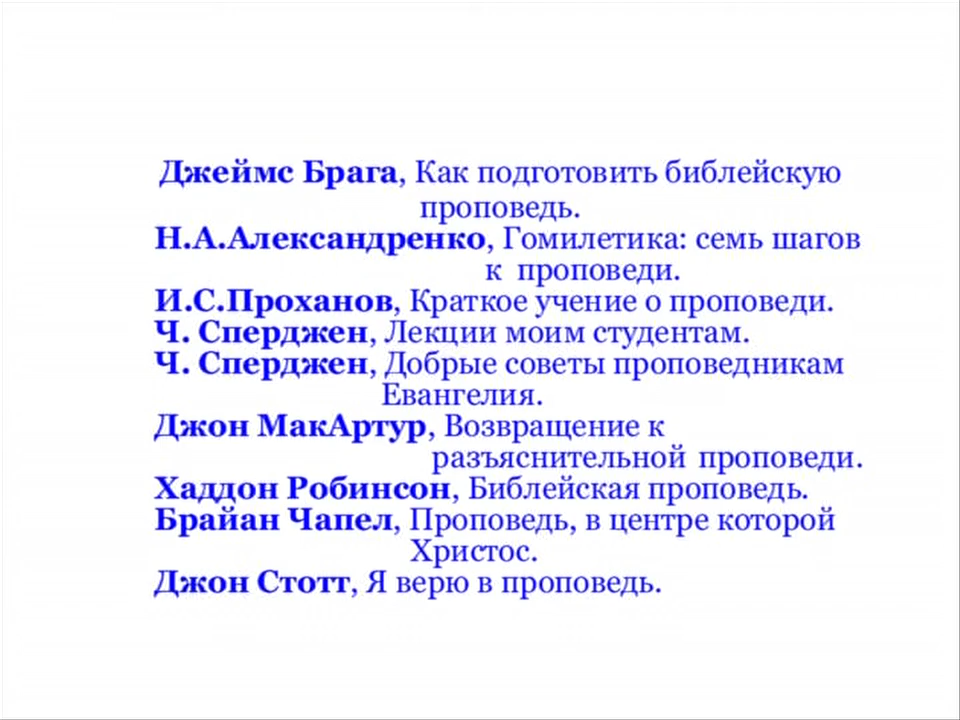 Джеймс Брага, Как подготовить библейскую
проповедь.
Н.А.Александренко, Гомилетика: семь шагов
к проповеди.
И.С.Проханов, Краткое учение о проповеди.
Ч. Сперджен, Лекции моим студентам.
Ч. Сперджен, Добрые советы проповедникам
Евангелия.
Джон МакАртур, Возвращение к
разъяснительной проповеди.
Хаддон Робинсон, Библейская проповедь.
Брайан Чапел, Проповедь, в центре которой
Христос.
Джон Стотт, Я верю в проповедь.